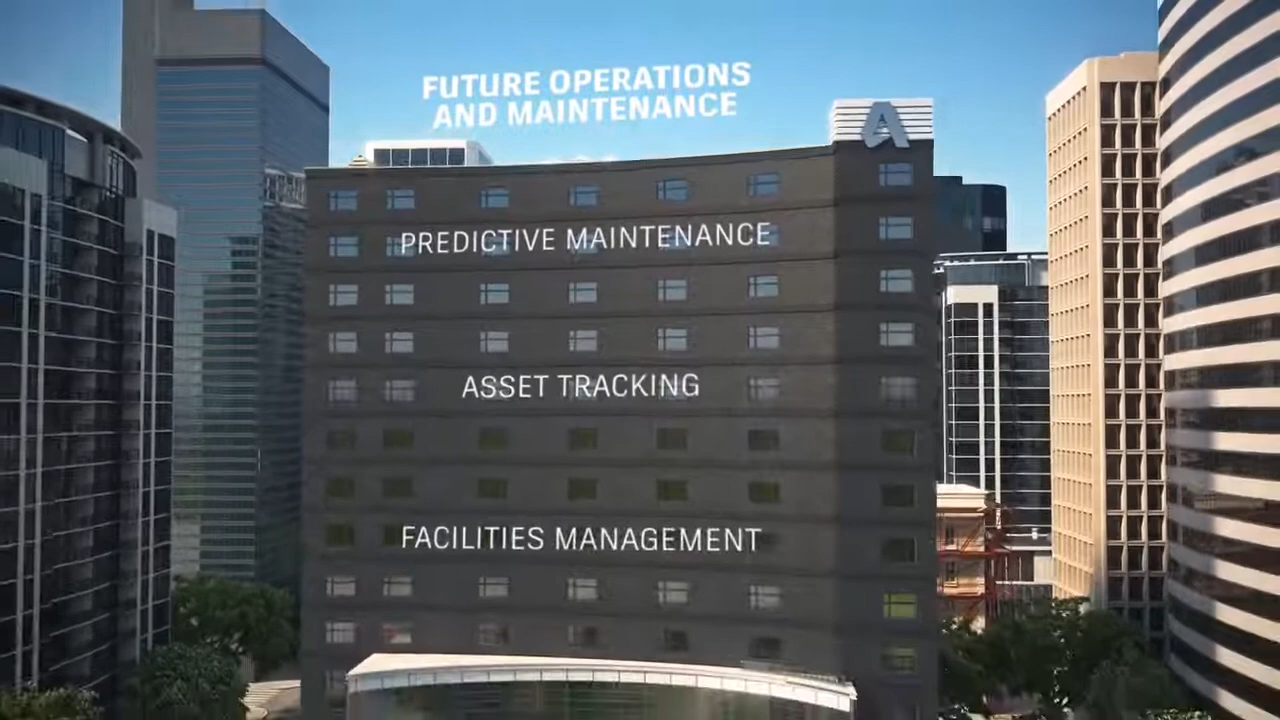 FUTURE OPERATIONS
AND MAINTENANCE
A
PREDICTIVE MAINTENANCE
ASSET TRACKING
FACILITIES MANAGEMENT